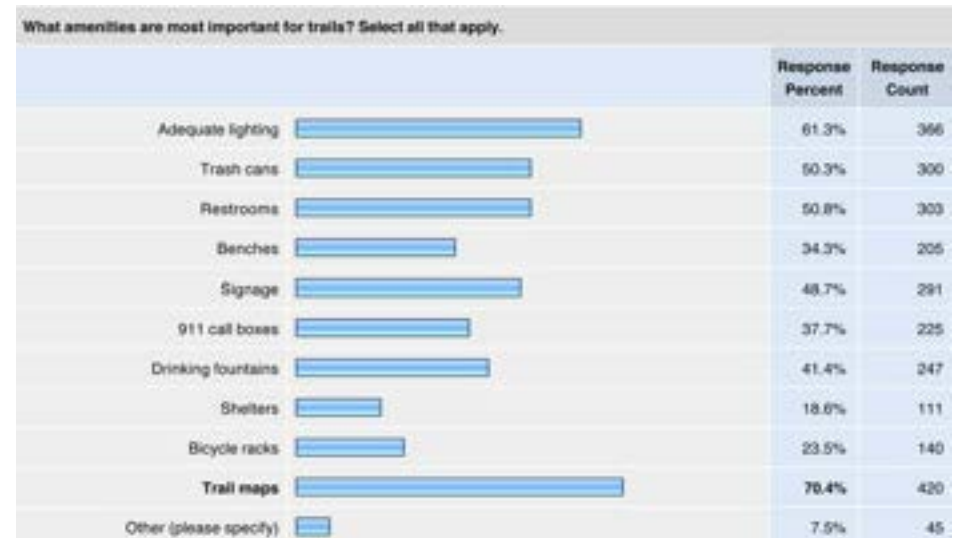 What amenities are most important for trails? Select all that apply.
Response Percent Response Count
Adequate lighting 61.3% 366
Trash cans 50.3% 300
Restrooms 50.8% 303
Benches 34.3% 205
Signage 48.7% 291
911 call boxes 37.7% 225
Drinking fountains 41.4% 247
Shelters 18.6% 111
Bicycle racks 23.5% 140
Trail maps 70.4% 420
Other (please specify) 7.5% 45